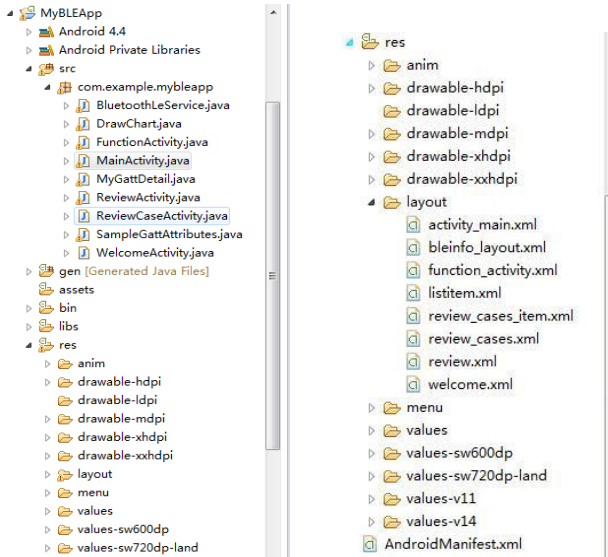 MyBLEApp
Android 4.4
Android Private Libraries
src
com.example.mybleapp
BluetoothLeService.java
DrawChart.java
FunctionActivity.java
MainActivity.java
MyGattDetail.java
ReviewActivity.java
ReviewCaseActivity.java
SampleGattAttributes.java
WelcomeActivity.java
gen [Generated Java Files]
assets
bin
libs
res
anim
drawable-hdpi
drawable-ldpi
drawable-mdpi
drawable-xhdpi
drawable-xxhdpi
layout
menu
values
values-sw600dp
values-sw720dp-land
res
anim
drawable-hdpi
drawable-ldpi
drawable-mdpi
drawable-xhdpi
drawable-xxhdpi
layout
activity_main.xml
bleinfo_layout.xml
function_activity.xml
listitem.xml
review_cases_item.xml
review_cases.xml
review.xml
welcome.xml
menu
values
values-sw600dp
values-sw720dp-land
values-v11
values-v14
AndroidManifest.xml